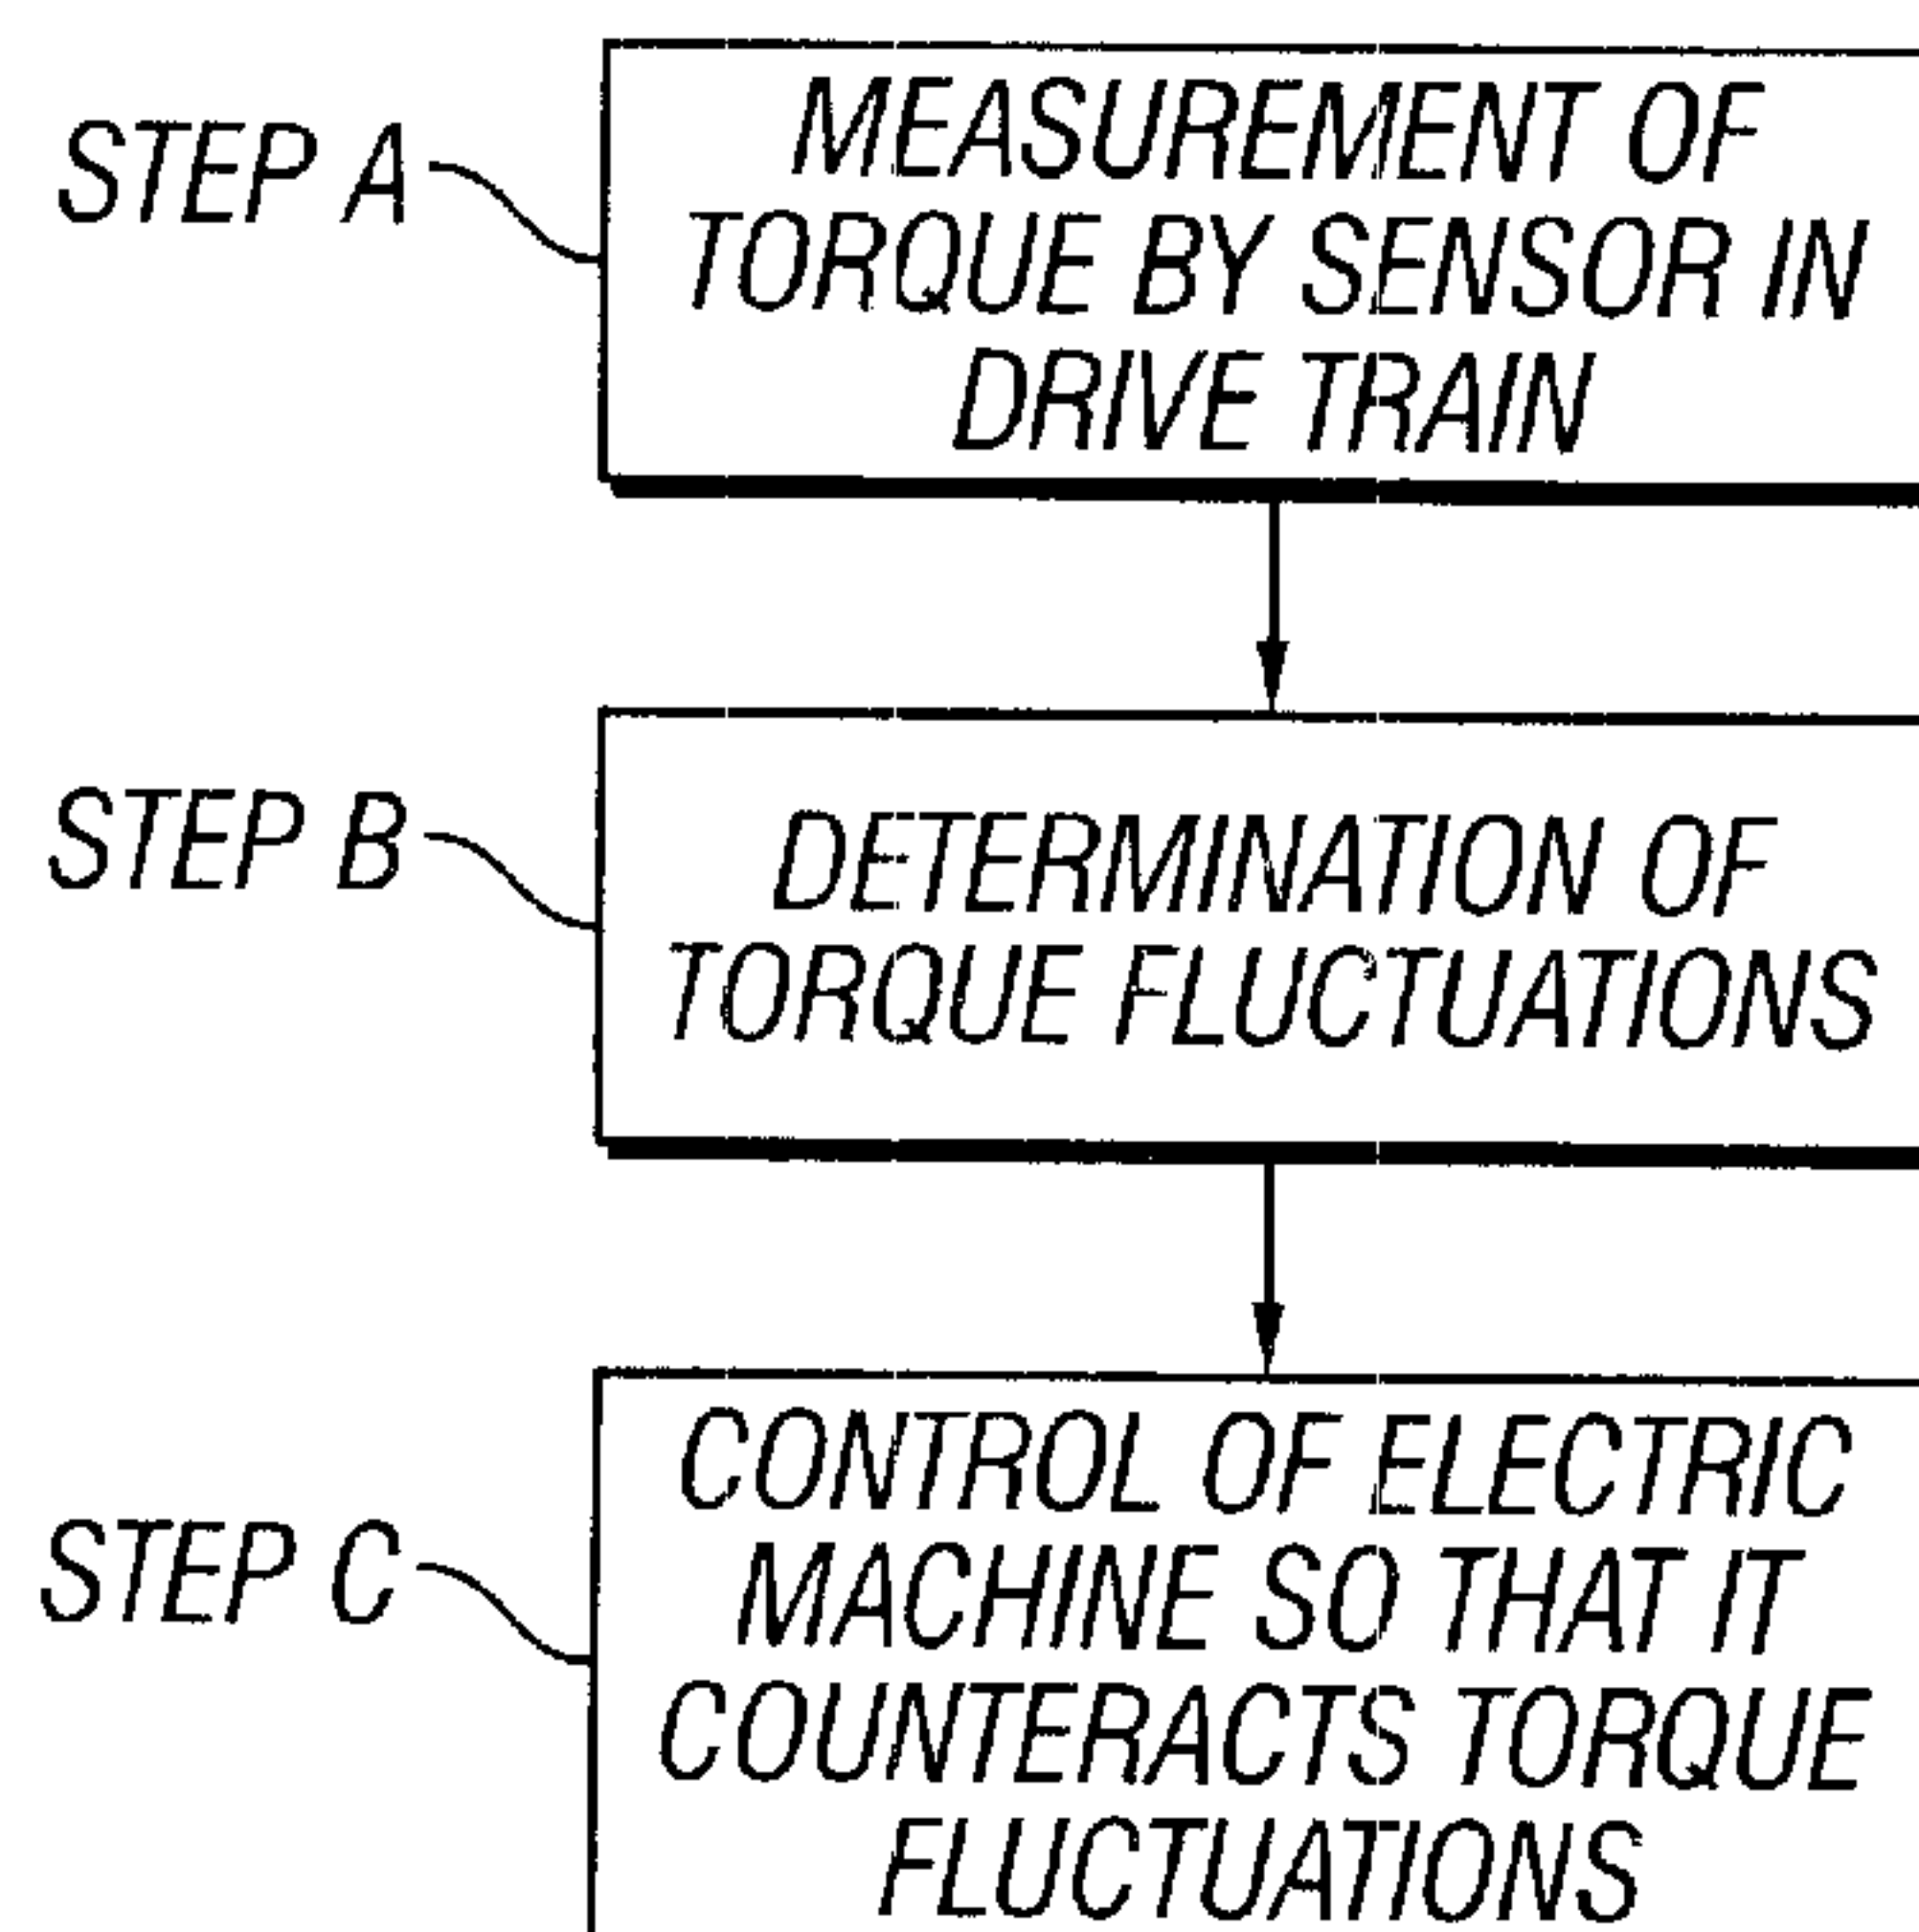 STEP A
MEASUREMENT OF
TORQUE BY SENSOR IN
DRIVE TRAIN
STEP B
DETERMINATION OF
TORQUE FLUCTUATIONS
STEP C
CONTROL OF ELECTRIC
MACHINE SO THAT IT
COUNTERACTS TORQUE
FLUCTUATIONS